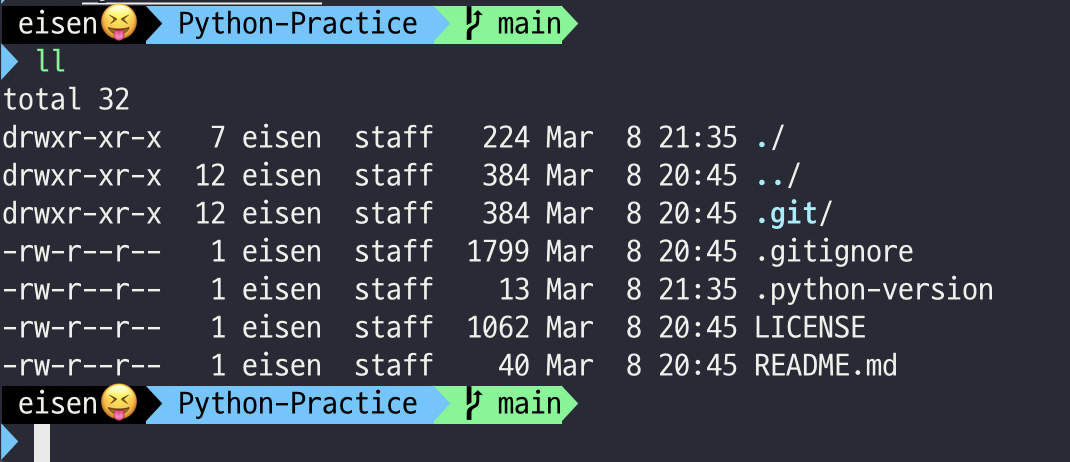 eisen😝 Python-Practice main
ll
total 32
drwxr-xr-x 7 eisen staff 224 Mar 8 21:35 ./
drwxr-xr-x 12 eisen staff 384 Mar 8 20:45 ../
drwxr-xr-x 12 eisen staff 384 Mar 8 20:45 .git/
-rw-r--r-- 1 eisen staff 1799 Mar 8 20:45 .gitignore
-rw-r--r-- 1 eisen staff 13 Mar 8 21:35 .python-version
-rw-r--r-- 1 eisen staff 1062 Mar 8 20:45 LICENSE
-rw-r--r-- 1 eisen staff 40 Mar 8 20:45 README.md
eisen😝 Python-Practice main